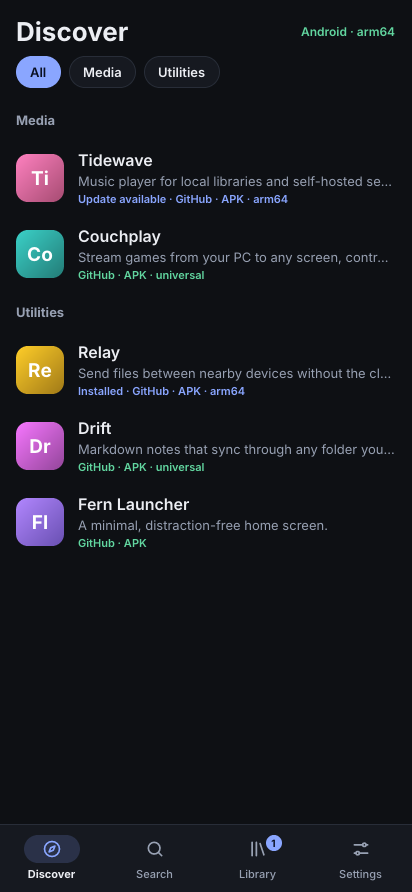 Discover
Android · arm64
All
Media
Utilities
Media
Ti
Tidewave
Music player for local libraries and self-hosted se...
Update available · GitHub · APK · arm64
Co
Couchplay
Stream games from your PC to any screen, contr...
GitHub · APK · universal
Utilities
Re
Relay
Send files between nearby devices without the cl...
Installed · GitHub · APK · arm64
Dr
Drift
Markdown notes that sync through any folder you...
GitHub · APK · universal
Fl
Fern Launcher
A minimal, distraction-free home screen.
GitHub · APK
1
Discover
Search
Library
Settings